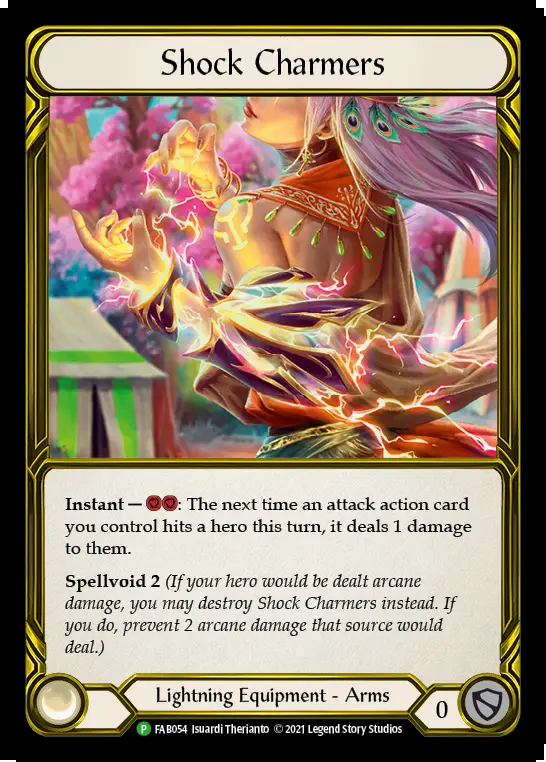 Shock Charmers
Instant — : The next time an attack action card
you control hits a hero this turn, it deals 1 damage
to them.
Spellvoid 2 (If your hero would be dealt arcane
damage, you may destroy Shock Charmers instead. If
you do, prevent 2 arcane damage that source would
deal.)
Lightning Equipment - Arms
0
P FAB054 Isuardi Therianto © 2021 Legend Story Studios